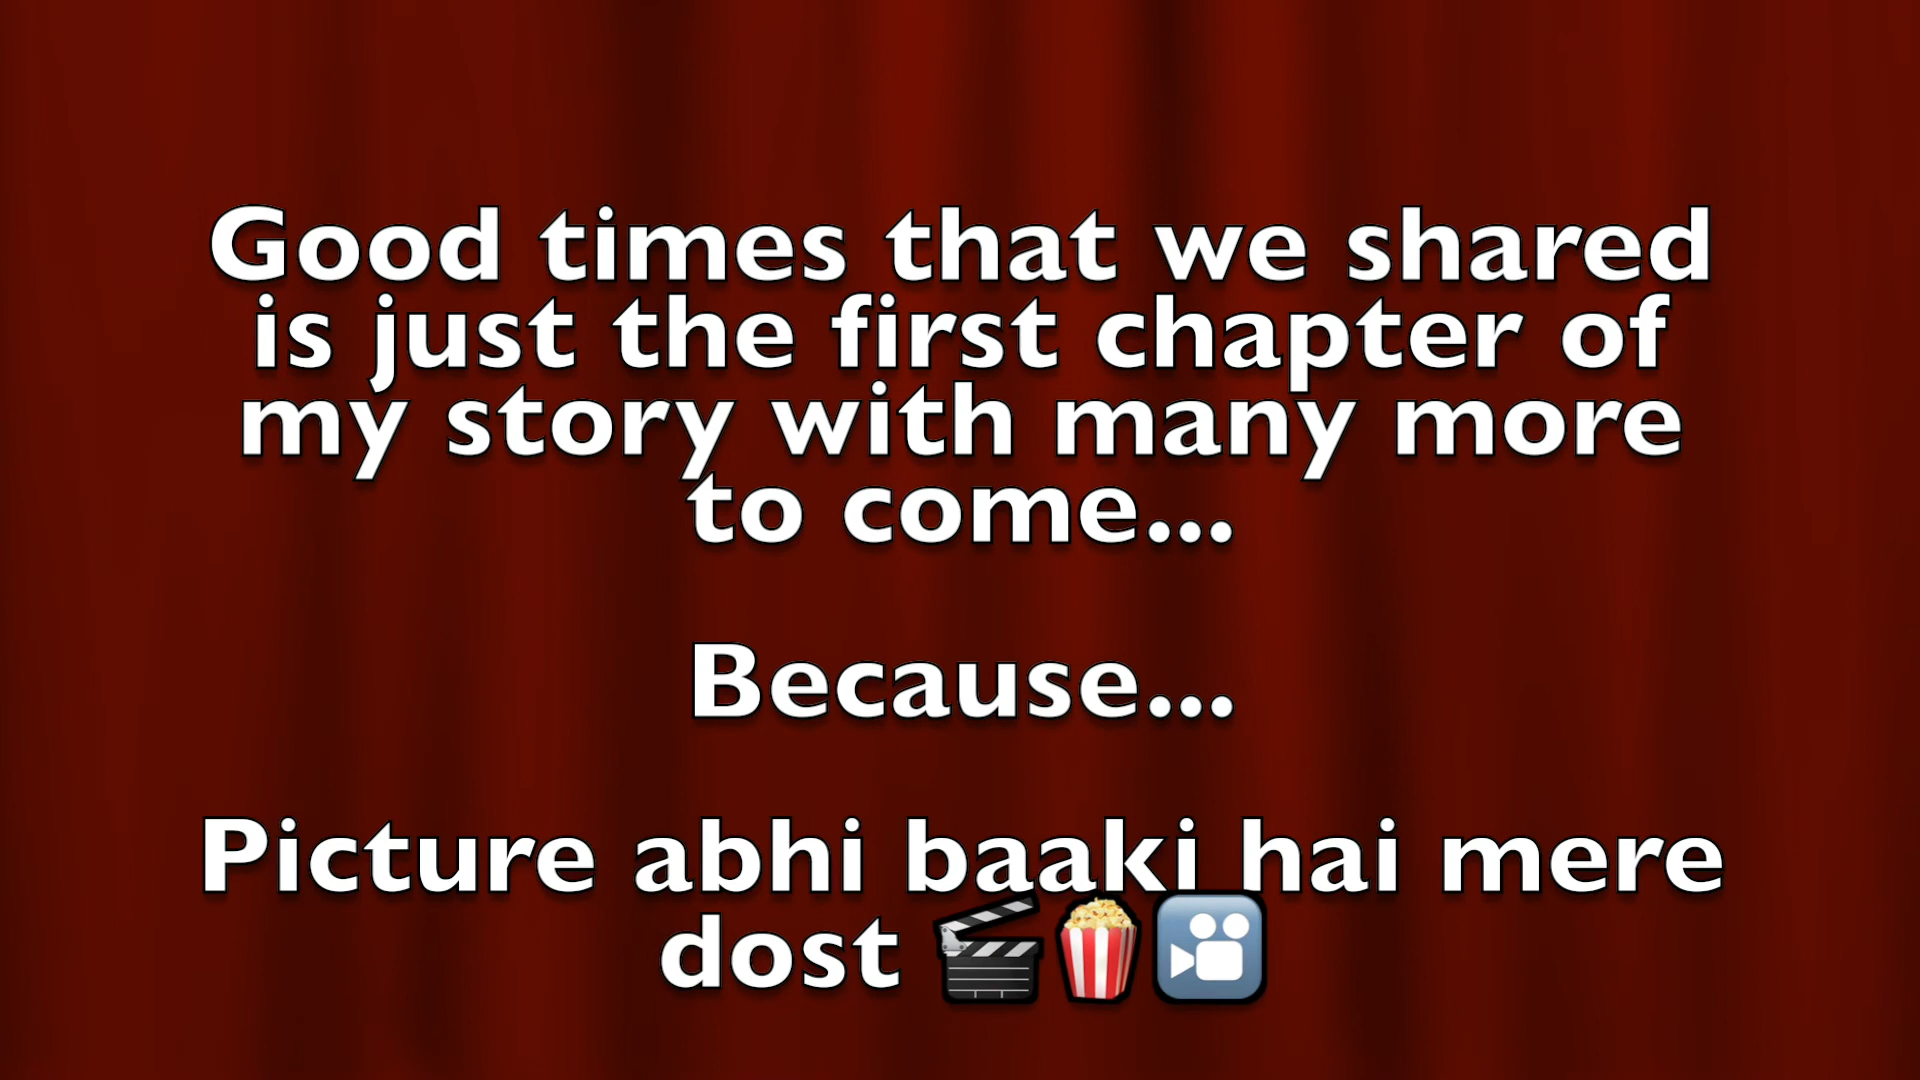 Good times that we shared
is just the first chapter of
my story with many more
to come...
Because...
Picture abhi baaki hai mere
dost 🎬🍿🎦